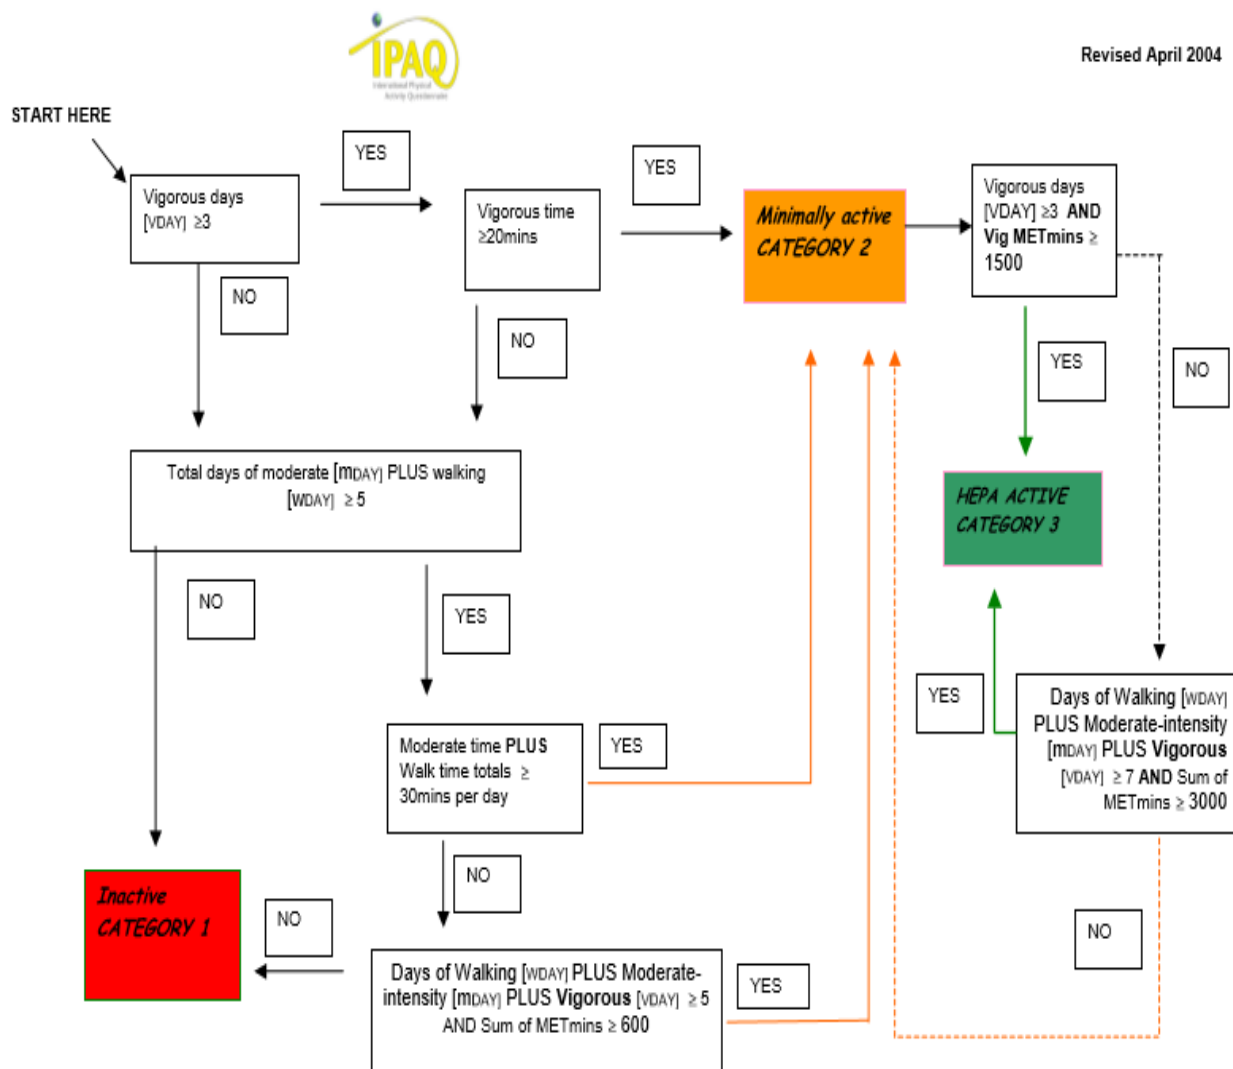 IPAQ
International Physical
Activity Questionnaire
Revised April 2004
START HERE
Vigorous days
[VDAY] ≥3
YES
Vigorous time
≥20mins
YES
Minimally active
CATEGORY 2
Vigorous days
[VDAY] ≥3 AND
Vig METmins ≥
1500
NO
NO
YES
NO
Total days of moderate [mDAY] PLUS walking
[WDAY] ≥ 5
HEPA ACTIVE
CATEGORY 3
NO
YES
YES
Days of Walking [WDAY]
PLUS Moderate-intensity
[mDAY] PLUS Vigorous
[VDAY] ≥ 7 AND Sum of
METmins ≥ 3000
Moderate time PLUS
Walk time totals ≥
30mins per day
YES
NO
Inactive
CATEGORY 1
NO
NO
Days of Walking [WDAY] PLUS Moderate-
intensity [mDAY] PLUS Vigorous [VDAY] ≥ 5
AND Sum of METmins ≥ 600
YES